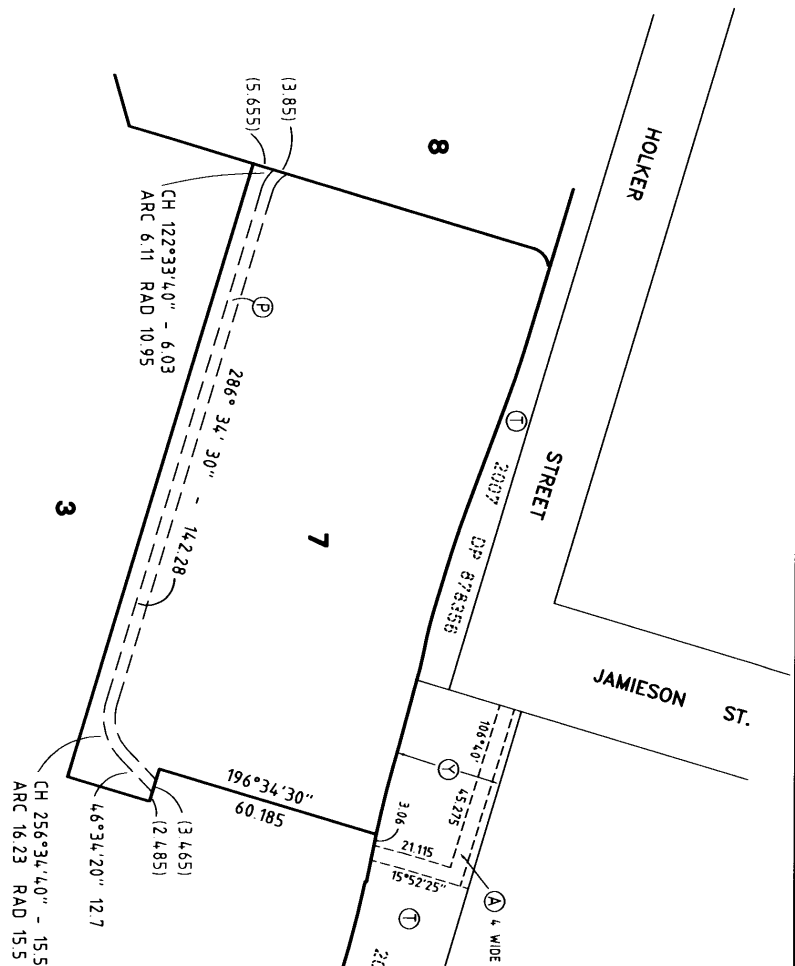 HOLKER
STREET
JAMIESON ST.
8
(3.85)
(5.655)
CH 122°33'40" - 6.03
ARC 6.11 RAD 10.95
P
286° 34' 30" - 142.28
T
2007 DP 878356
7
3
106°40'
45.275
Y
3.06
21.115
15°52'25"
A 4 WIDE
T
20
196°34'30"
60.185
(3.465)
(2.485)
46°34'20" 12.7
CH 256°34'40" - 15.5
ARC 16.23 RAD 15.5